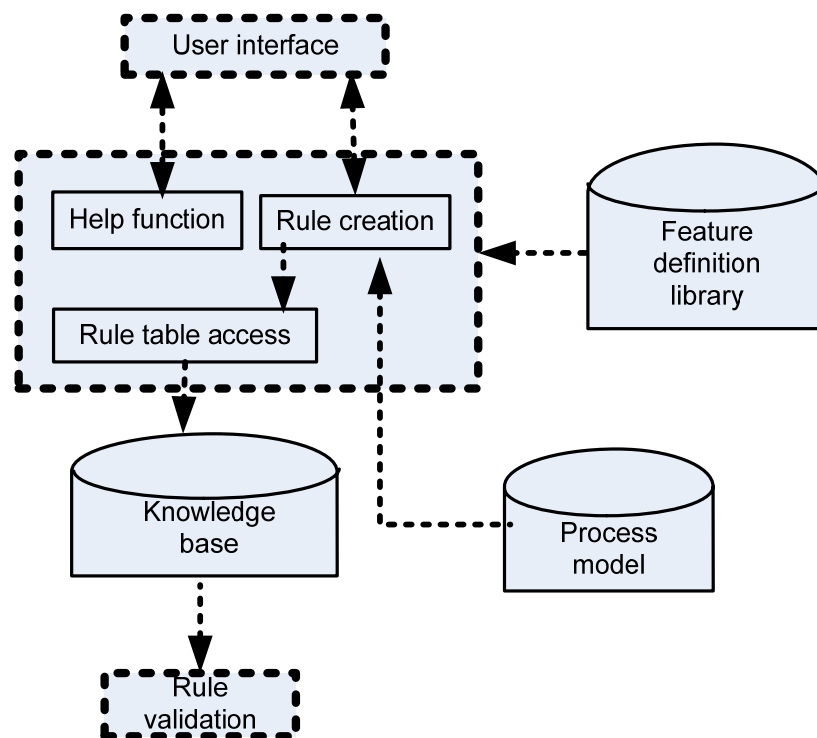 User interface
Help function
Rule creation
Feature
definition
library
Rule table access
Knowledge
base
Process
model
Rule
validation